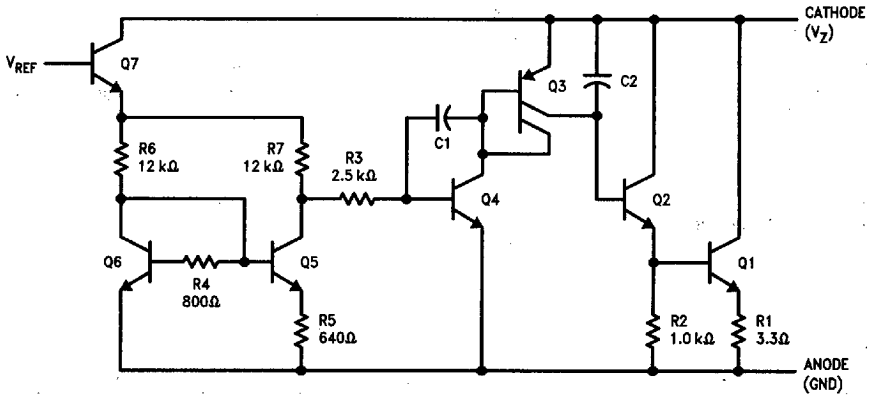 CATHODE
(VZ)
VREF
Q7
Q3
C2
C1
R6
12 kΩ
R7
12 kΩ
R3
2.5 kΩ
Q4
Q2
Q6
R4
800Ω
Q5
Q1
R5
640Ω
R2
1.0 kΩ
R1
3.3Ω
ANODE
(GND)